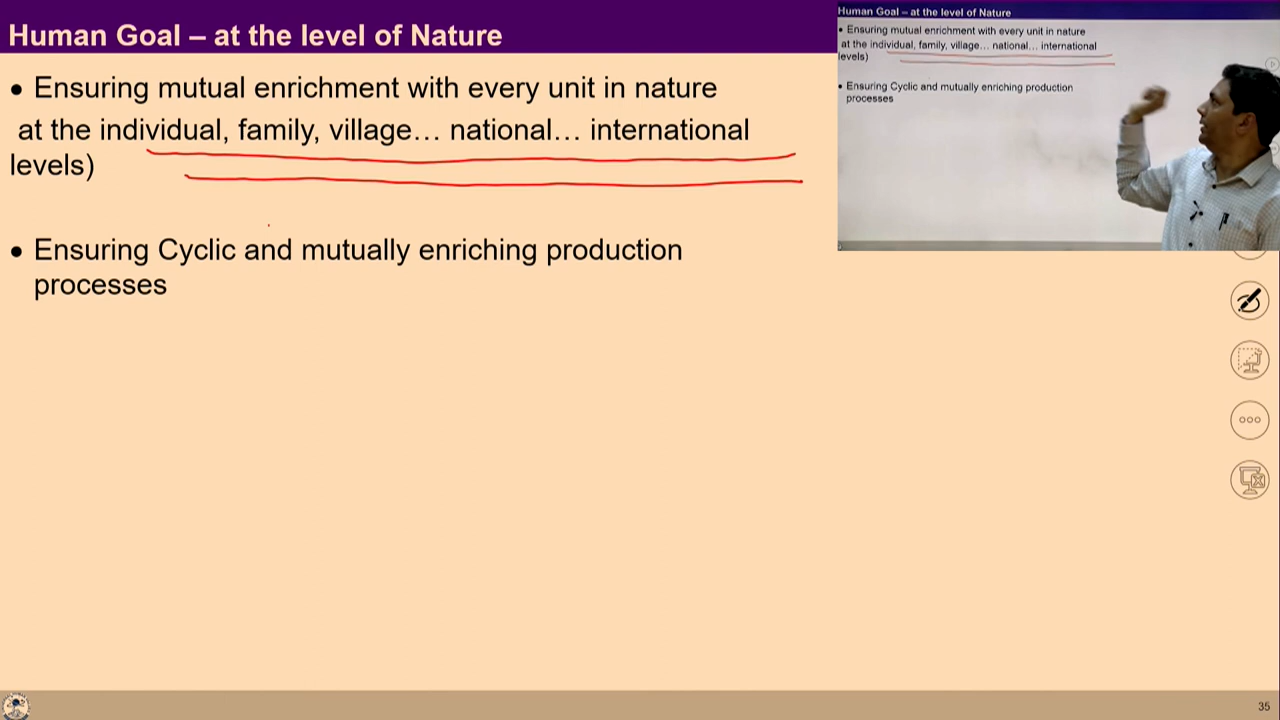 Human Goal – at the level of Nature
• Ensuring mutual enrichment with every unit in nature
at the individual, family, village… national… international
levels)
• Ensuring Cyclic and mutually enriching production
processes
Human Goal – at the level of Nature
• Ensuring mutual enrichment with every unit in nature
at the individual, family, village… national… international
levels)
• Ensuring Cyclic and mutually enriching production
processes
35